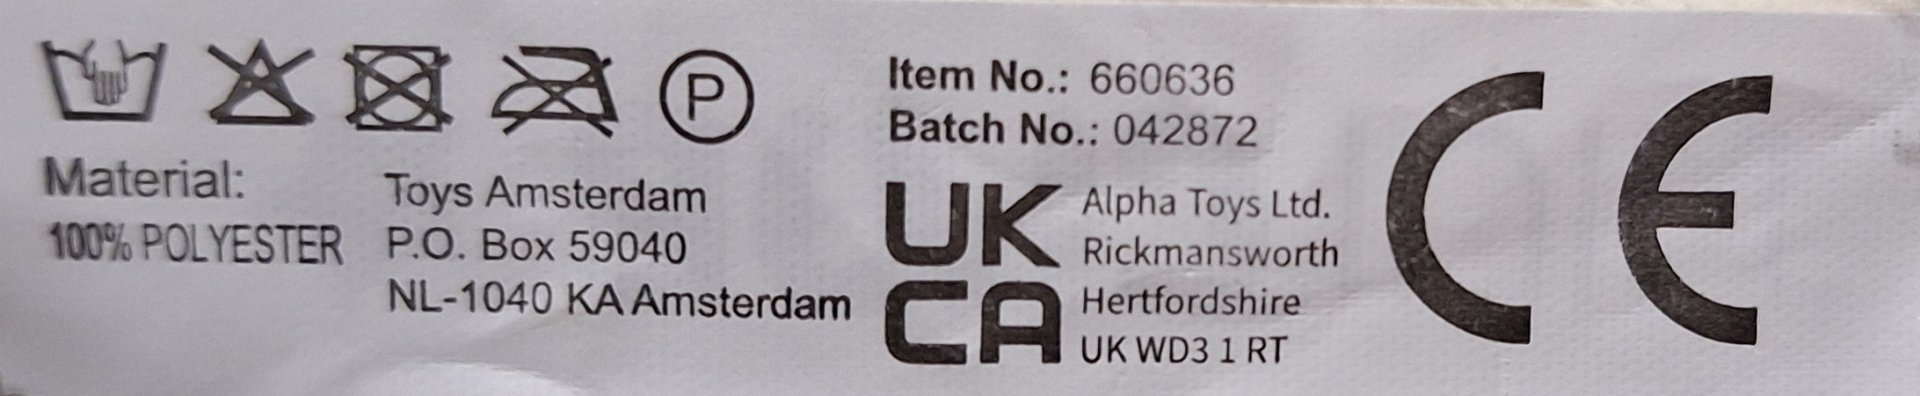 P
Material:
100% POLYESTER
Toys Amsterdam
P.O. Box 59040
NL-1040 KA Amsterdam
Item No.: 660636
Batch No.: 042872
UK
CA
Alpha Toys Ltd.
Rickmansworth
Hertfordshire
UK WD3 1 RT
CE